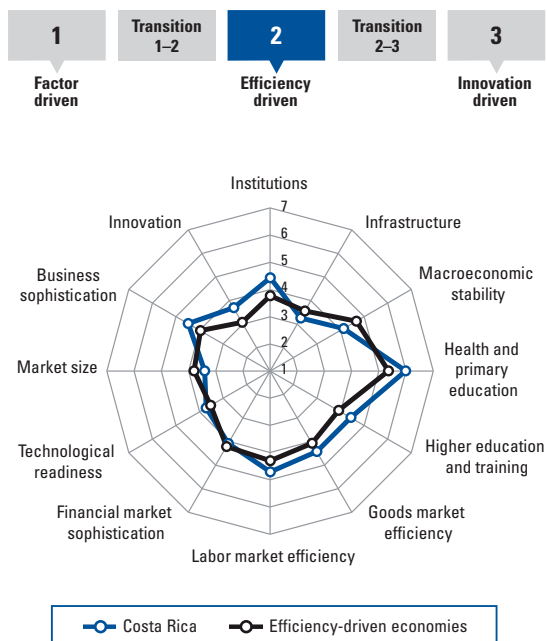 1
Transition
1–2
2
Transition
2–3
3
Factor
driven
Efficiency
driven
Innovation
driven
Institutions
7
6
5
4
3
2
1
Infrastructure
Macroeconomic
stability
Health and
primary
education
Higher education
and training
Goods market
efficiency
Labor market efficiency
Financial market
sophistication
Technological
readiness
Market size
Business
sophistication
Innovation
Costa Rica
Efficiency-driven economies